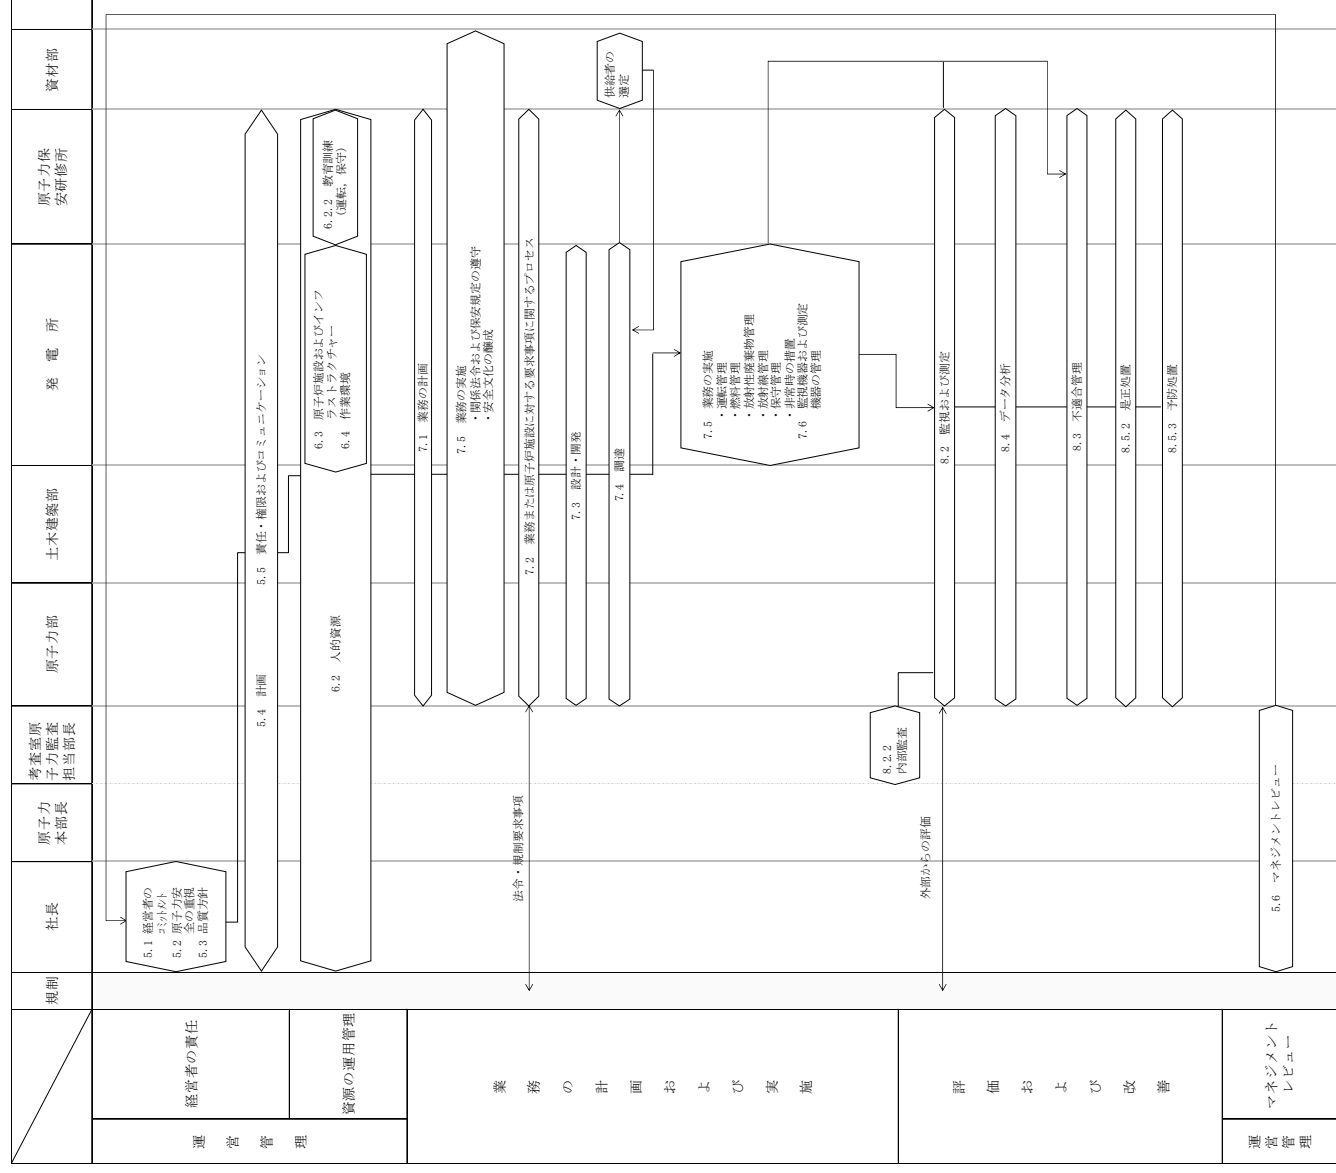 規制
社長
原子力
本部長
考査室原
子力監査
担当部長
原子力部
土木建築部
発電所
原子力保
安研修所
資材部
運営管理
経営者の責任
5.1 経営者の
コミットメント
5.2 原子力安
全の重視
5.3 品質方針
5.4 計画
5.5 責任・権限およびコミュニケーション
資源の運用管理
6.2 人的資源
6.3 原子炉施設およびインフ
ラストラクチャー
6.4 作業環境
6.2.2 教育訓練
(運転, 保守)
業務の計画および実施
7.1 業務の計画
7.5 業務の実施
・関係法令および保安規定の遵守
・安全文化の醸成
法令・規制要求事項
7.2 業務または原子炉施設に対する要求事項に関するプロセス
7.3 設計・開発
7.4 調達
供給者の
選定
7.5 業務の実施
・運転管理
・燃料管理
・放射性廃棄物管理
・放射線管理
・保守管理
・非常時の措置
7.6 監視機器および測定
機器の管理
評価および改善
8.2.2
内部監査
外部からの評価
8.2 監視および測定
8.4 データ分析
8.3 不適合管理
8.5.2 是正処置
8.5.3 予防処置
運営管理
マネジメント
レビュー
5.6 マネジメントレビュー